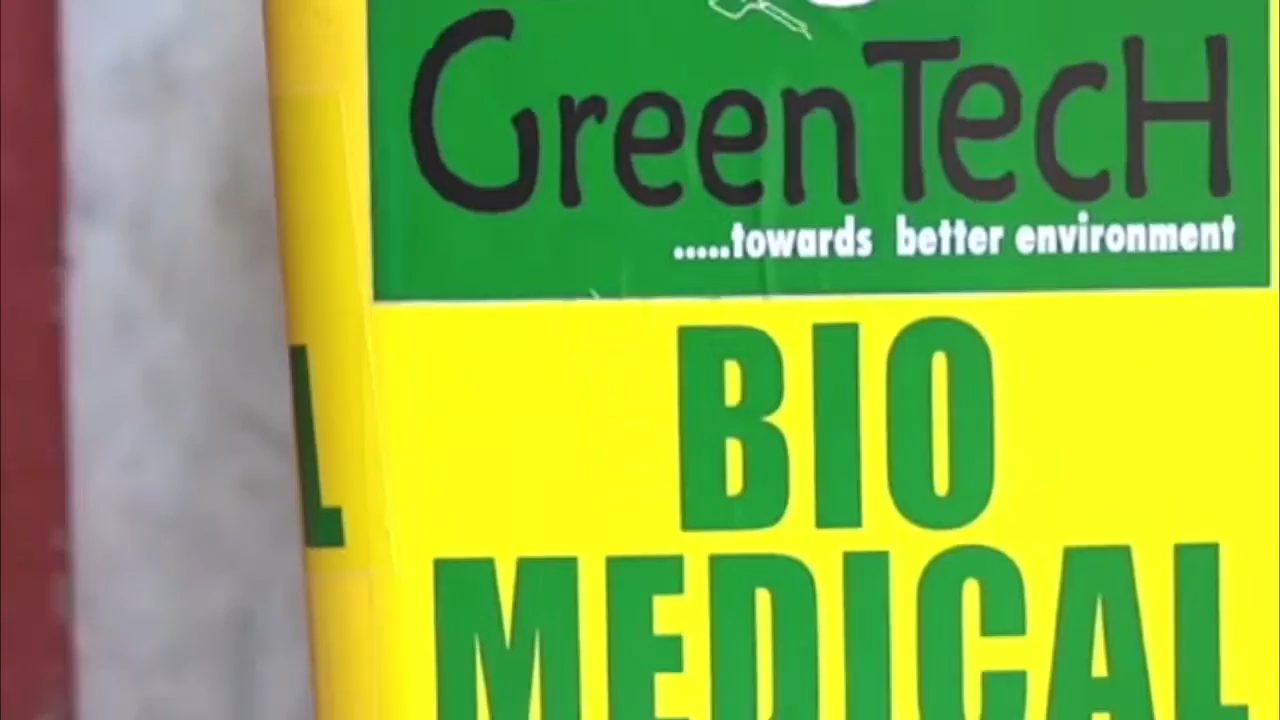 GreenTecH
.....towards better environment
BIO
MEDICAL
L